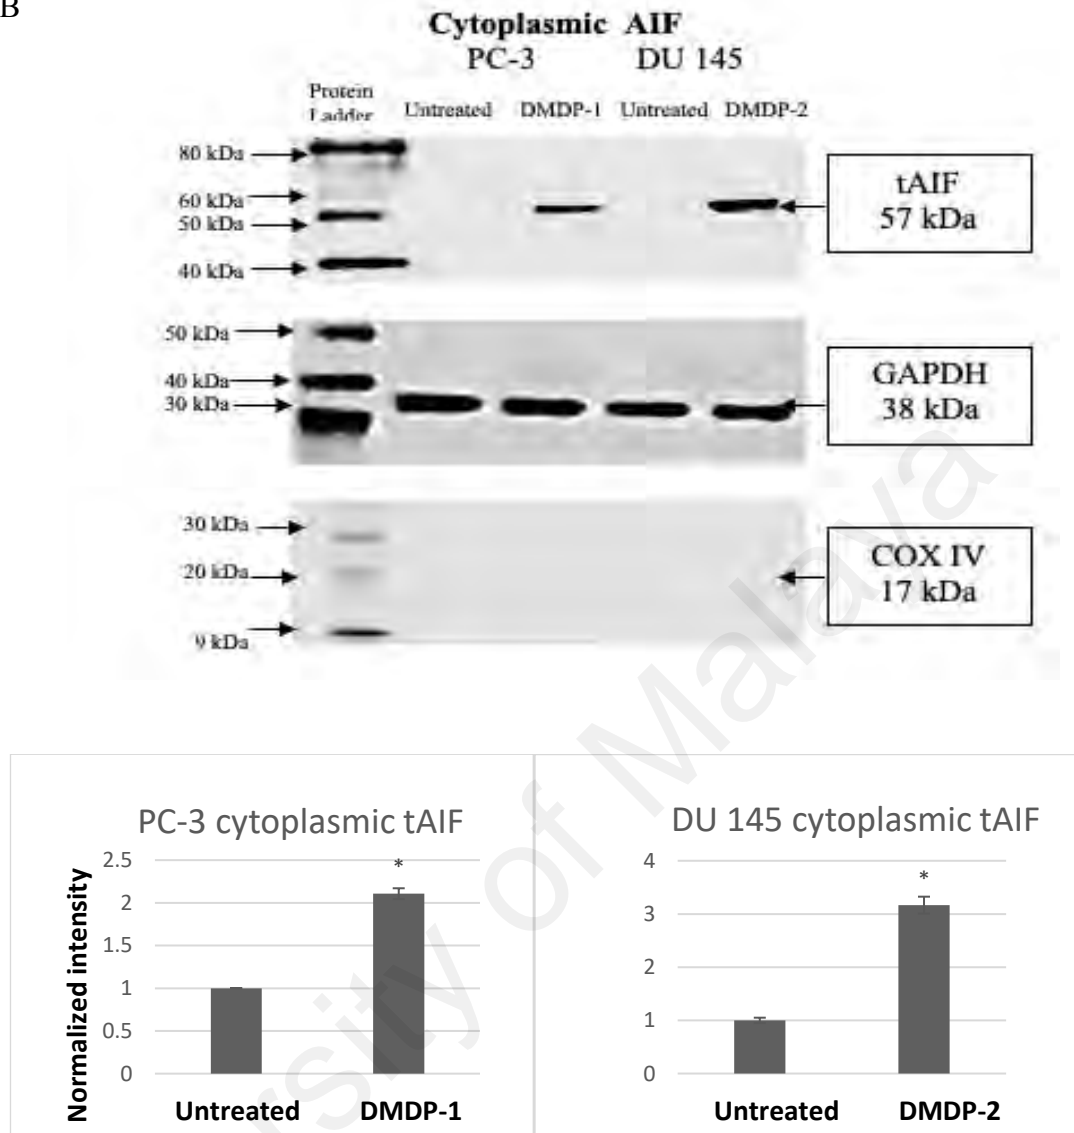 B
Cytoplasmic AIF
PC-3 DU 145
Protein Ladder Untreated DMDP-1 Untreated DMDP-2
80 kDa
60 kDa
50 kDa
40 kDa
tAIF
57 kDa
50 kDa
40 kDa
30 kDa
GAPDH
38 kDa
30 kDa
20 kDa
9 kDa
COX IV
17 kDa
PC-3 cytoplasmic tAIF
Normalized intensity
2.5
2
1.5
1
0.5
0
*
Untreated DMDP-1
DU 145 cytoplasmic tAIF
4
3
2
1
0
*
Untreated DMDP-2
rsity of Malaya